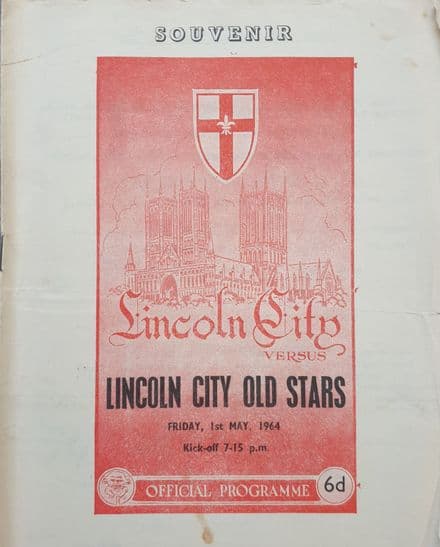 SOUVENIR
Lincoln City
VERSUS
LINCOLN CITY OLD STARS
FRIDAY, 1st MAY, 1964
Kick-off 7-15 p.m.
OFFICIAL PROGRAMME 6d